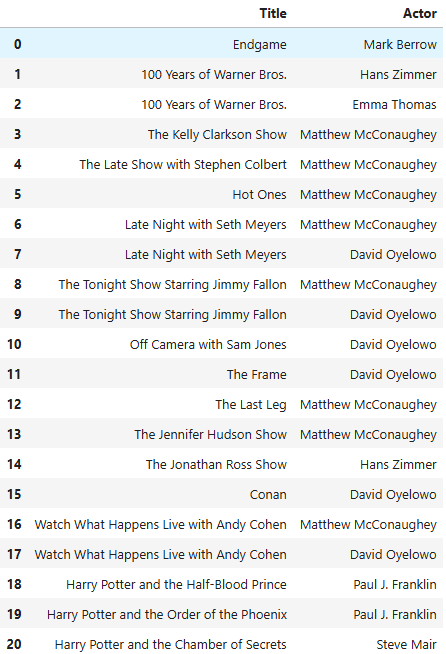 Title Actor
0 Endgame Mark Berrow
1 100 Years of Warner Bros. Hans Zimmer
2 100 Years of Warner Bros. Emma Thomas
3 The Kelly Clarkson Show Matthew McConaughey
4 The Late Show with Stephen Colbert Matthew McConaughey
5 Hot Ones Matthew McConaughey
6 Late Night with Seth Meyers Matthew McConaughey
7 Late Night with Seth Meyers David Oyelowo
8 The Tonight Show Starring Jimmy Fallon Matthew McConaughey
9 The Tonight Show Starring Jimmy Fallon David Oyelowo
10 Off Camera with Sam Jones David Oyelowo
11 The Frame David Oyelowo
12 The Last Leg Matthew McConaughey
13 The Jennifer Hudson Show Matthew McConaughey
14 The Jonathan Ross Show Hans Zimmer
15 Conan David Oyelowo
16 Watch What Happens Live with Andy Cohen Matthew McConaughey
17 Watch What Happens Live with Andy Cohen David Oyelowo
18 Harry Potter and the Half-Blood Prince Paul J. Franklin
19 Harry Potter and the Order of the Phoenix Paul J. Franklin
20 Harry Potter and the Chamber of Secrets Steve Mair